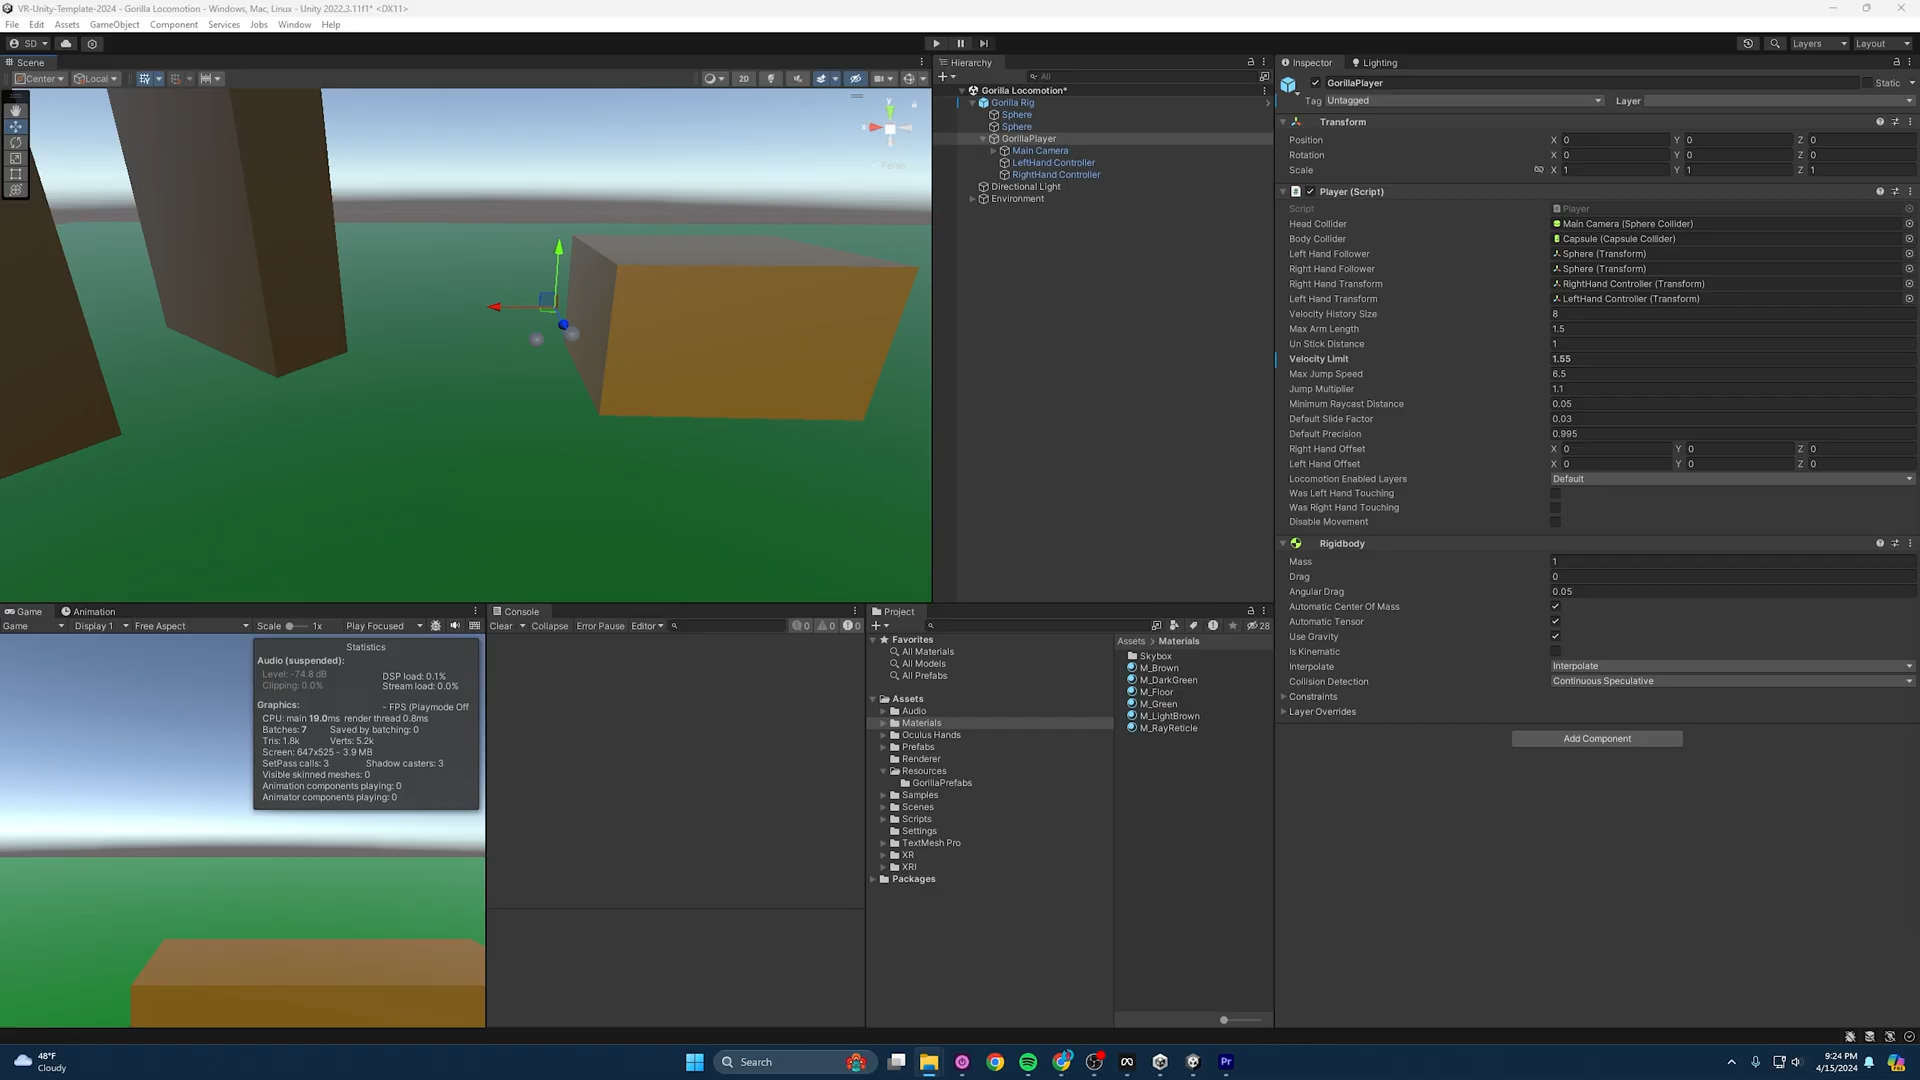 VR-Unity-Template-2024 - Gorilla Locomotion - Windows, Mac, Linux - Unity 2022.3.11f1* <DX11>
File Edit Assets GameObject Component Services Jobs Window Help
SD
Layers Layout
Scene
Center Local 2D
y
x
Persp
Hierarchy
All
Gorilla Locomotion*
Gorilla Rig
Sphere
Sphere
GorillaPlayer
Main Camera
LeftHand Controller
RightHand Controller
Directional Light
Environment
Inspector Lighting
GorillaPlayer Static
Tag Untagged Layer
Transform
Position X 0 Y 0 Z 0
Rotation X 0 Y 0 Z 0
Scale X 1 Y 1 Z 1
Player (Script)
Script Player
Head Collider Main Camera (Sphere Collider)
Body Collider Capsule (Capsule Collider)
Left Hand Follower Sphere (Transform)
Right Hand Follower Sphere (Transform)
Right Hand Transform RightHand Controller (Transform)
Left Hand Transform LeftHand Controller (Transform)
Velocity History Size 8
Max Arm Length 1.5
Un Stick Distance 1
Velocity Limit 1.55
Max Jump Speed 6.5
Jump Multiplier 1.1
Minimum Raycast Distance 0.05
Default Slide Factor 0.03
Default Precision 0.995
Right Hand Offset X 0 Y 0 Z 0
Left Hand Offset X 0 Y 0 Z 0
Locomotion Enabled Layers Default
Was Left Hand Touching
Was Right Hand Touching
Disable Movement
Rigidbody
Mass 1
Drag 0
Angular Drag 0.05
Automatic Center Of Mass
Automatic Tensor
Use Gravity
Is Kinematic
Interpolate Interpolate
Collision Detection Continuous Speculative
Constraints
Layer Overrides
Add Component
Game Animation
Game Display 1 Free Aspect Scale 1x Play Focused
Statistics
Audio (suspended):
Level: -74.8 dB DSP load: 0.1%
Clipping: 0.0% Stream load: 0.0%
Graphics: - FPS (Playmode Off
CPU: main 19.0ms render thread 0.8ms
Batches: 7 Saved by batching: 0
Tris: 1.8k Verts: 5.2k
Screen: 647x525 - 3.9 MB
SetPass calls: 3 Shadow casters: 3
Visible skinned meshes: 0
Animation components playing: 0
Animator components playing: 0
Console
Clear Collapse Error Pause Editor 0 0 0
Project
28
Favorites
All Materials
All Models
All Prefabs
Assets
Audio
Materials
Oculus Hands
Prefabs
Renderer
Resources
GorillaPrefabs
Samples
Scenes
Scripts
Settings
TextMesh Pro
XR
XRI
Packages
Assets > Materials
Skybox
M_Brown
M_DarkGreen
M_Floor
M_Green
M_LightBrown
M_RayReticle
48°F
Cloudy
Search
Pr
9:24 PM
4/15/2024